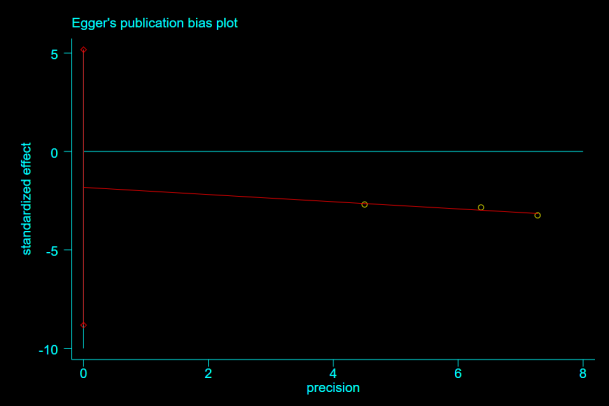 Egger's publication bias plot
5
0
-5
-10
standardized effect
0 2 4 6 8
precision